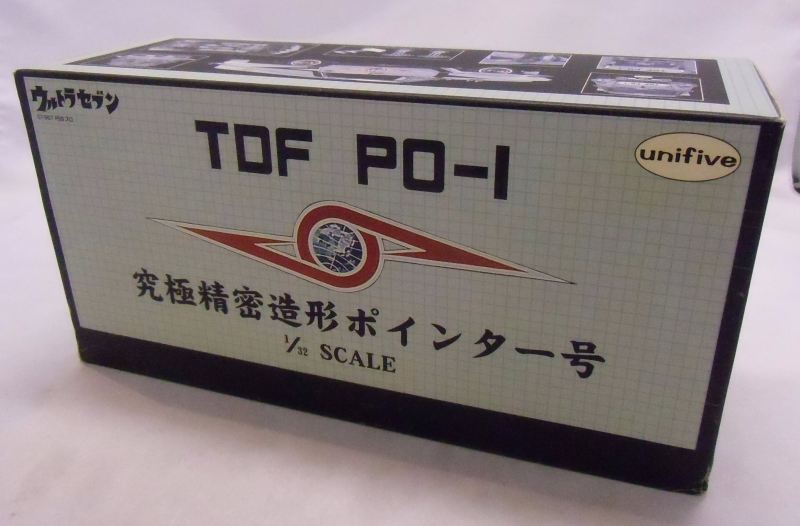 ウルトラセブン
TDF PO-1
unifive
究極精密造形ポインター号
1/32 SCALE